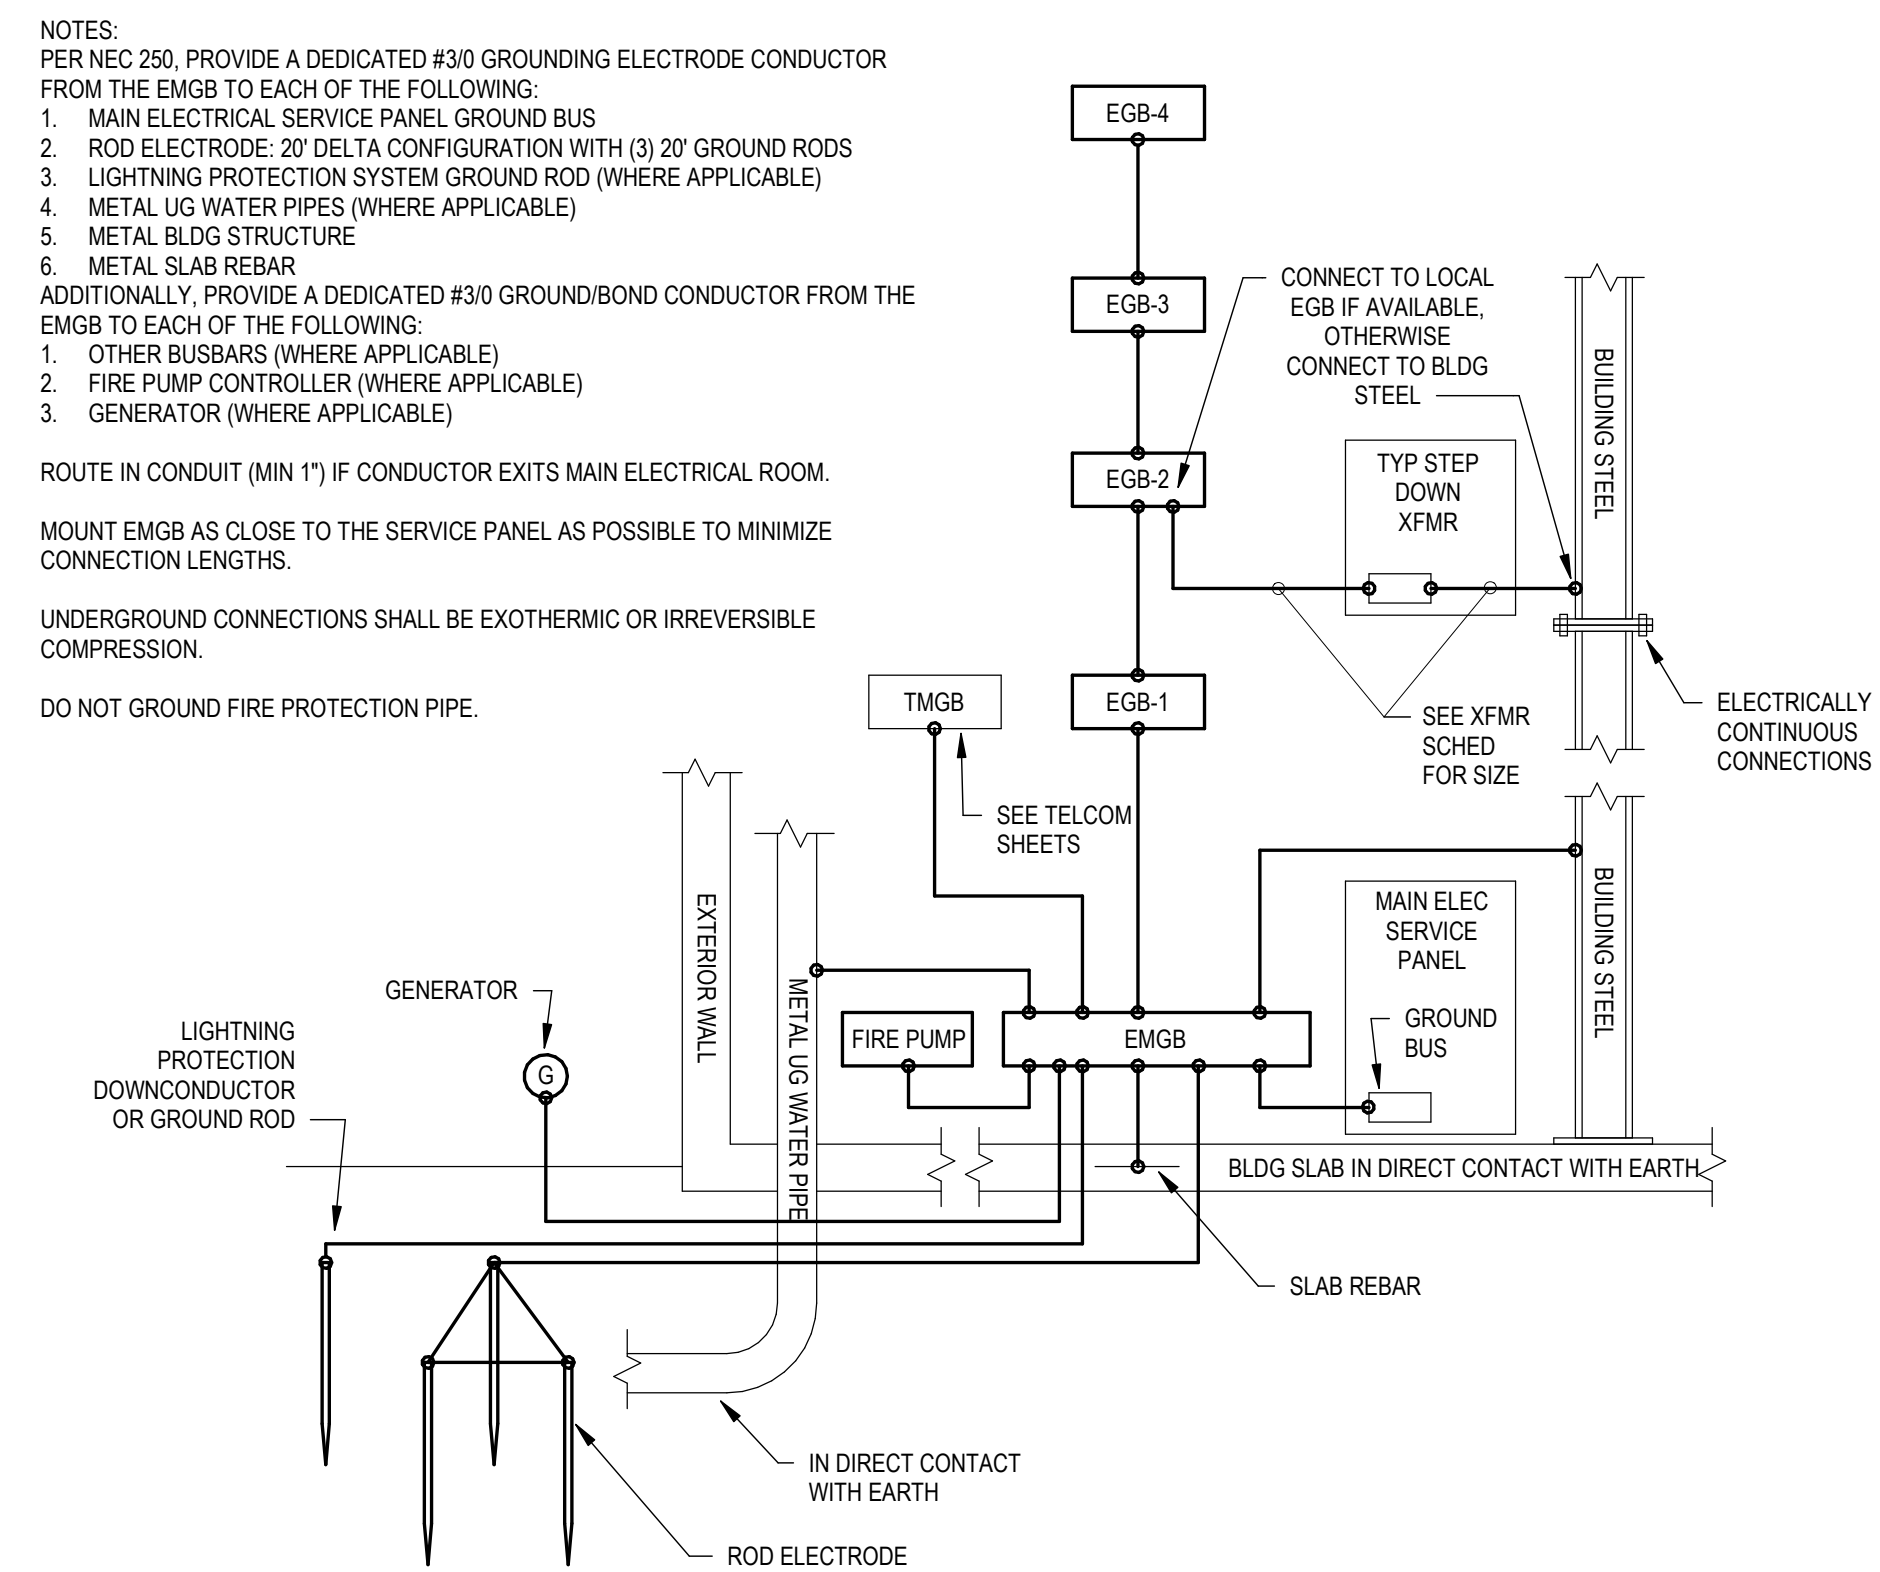 NOTES:
PER NEC 250, PROVIDE A DEDICATED #3/0 GROUNDING ELECTRODE CONDUCTOR
FROM THE EMGB TO EACH OF THE FOLLOWING:
1. MAIN ELECTRICAL SERVICE PANEL GROUND BUS
2. ROD ELECTRODE: 20' DELTA CONFIGURATION WITH (3) 20' GROUND RODS
3. LIGHTNING PROTECTION SYSTEM GROUND ROD (WHERE APPLICABLE)
4. METAL UG WATER PIPES (WHERE APPLICABLE)
5. METAL BLDG STRUCTURE
6. METAL SLAB REBAR
ADDITIONALLY, PROVIDE A DEDICATED #3/0 GROUND/BOND CONDUCTOR FROM THE
EMGB TO EACH OF THE FOLLOWING:
1. OTHER BUSBARS (WHERE APPLICABLE)
2. FIRE PUMP CONTROLLER (WHERE APPLICABLE)
3. GENERATOR (WHERE APPLICABLE)
ROUTE IN CONDUIT (MIN 1") IF CONDUCTOR EXITS MAIN ELECTRICAL ROOM.
MOUNT EMGB AS CLOSE TO THE SERVICE PANEL AS POSSIBLE TO MINIMIZE
CONNECTION LENGTHS.
UNDERGROUND CONNECTIONS SHALL BE EXOTHERMIC OR IRREVERSIBLE
COMPRESSION.
DO NOT GROUND FIRE PROTECTION PIPE.
EGB-4
EGB-3
CONNECT TO LOCAL
EGB IF AVAILABLE,
OTHERWISE
CONNECT TO BLDG
STEEL
BUILDING STEEL
EGB-2
TYP STEP
DOWN
XFMR
TMGB
EGB-1
SEE XFMR
SCHED
FOR SIZE
ELECTRICALLY
CONTINUOUS
CONNECTIONS
SEE TELCOM
SHEETS
EXTERIOR WALL
METAL UG WATER PIPE
MAIN ELEC
SERVICE
PANEL
GROUND
BUS
BUILDING STEEL
GENERATOR
G
LIGHTNING
PROTECTION
DOWNCONDUCTOR
OR GROUND ROD
FIRE PUMP
EMGB
BLDG SLAB IN DIRECT CONTACT WITH EARTH
SLAB REBAR
IN DIRECT CONTACT
WITH EARTH
ROD ELECTRODE